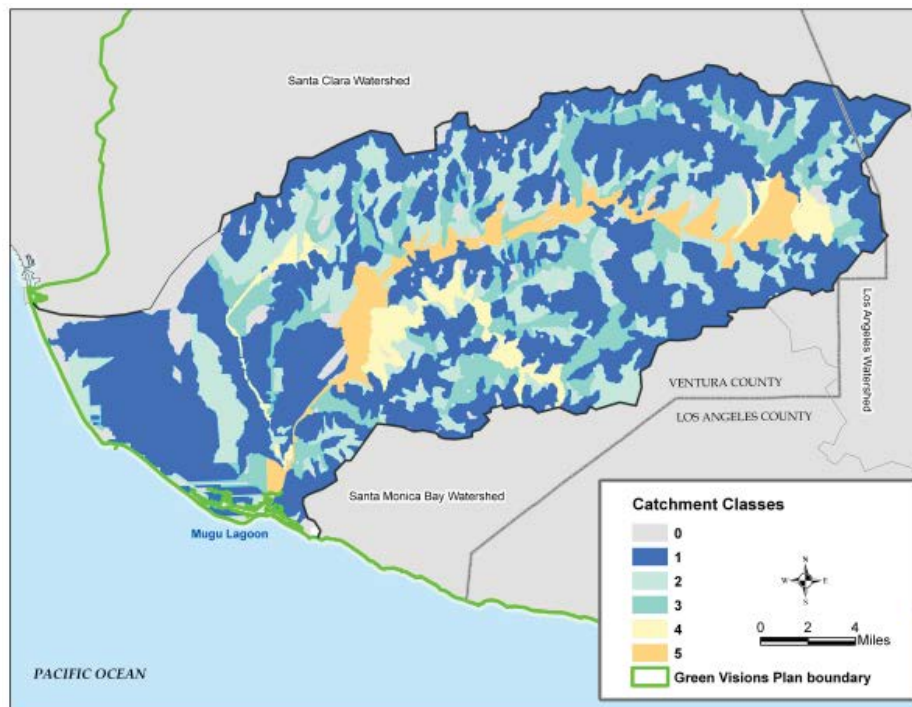 Santa Clara Watershed
Los Angeles Watershed
VENTURA COUNTY
LOS ANGELES COUNTY
Santa Monica Bay Watershed
Mugu Lagoon
PACIFIC OCEAN
Catchment Classes
0
1
2
3
4
5
Green Visions Plan boundary
N
W E
S
0 2 4
Miles